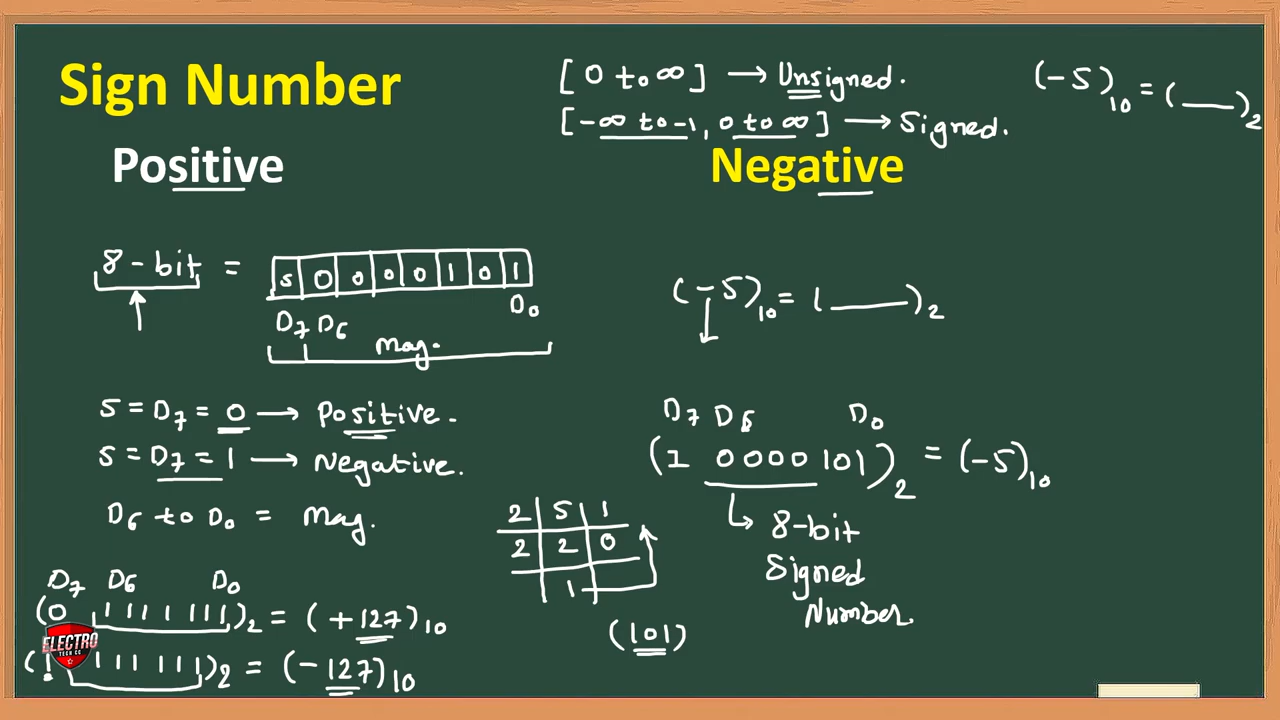 Sign Number
[ 0 to ∞ ] → Unsigned.
[ -∞ to -1, 0 to ∞ ] → Signed.
(-5)₁₀ = ( ___ )₂
Positive
Negative
8-bit = S 0 0 0 0 1 0 1
D₇ D₆ D₀
mag.
S = D₇ = 0 → Positive.
S = D₇ = 1 → Negative.
D₆ to D₀ = mag.
D₇ D₆ D₀
(0 1111111)₂ = (+127)₁₀
(1 111111)₂ = (-127)₁₀
ELECTRO
TECH CC
2 5 1
2 2 0
1
(101)
(-5)₁₀ = ( ___ )₂
D₇ D₆ D₀
(1 0000101)₂ = (-5)₁₀
8-bit
Signed
Number.